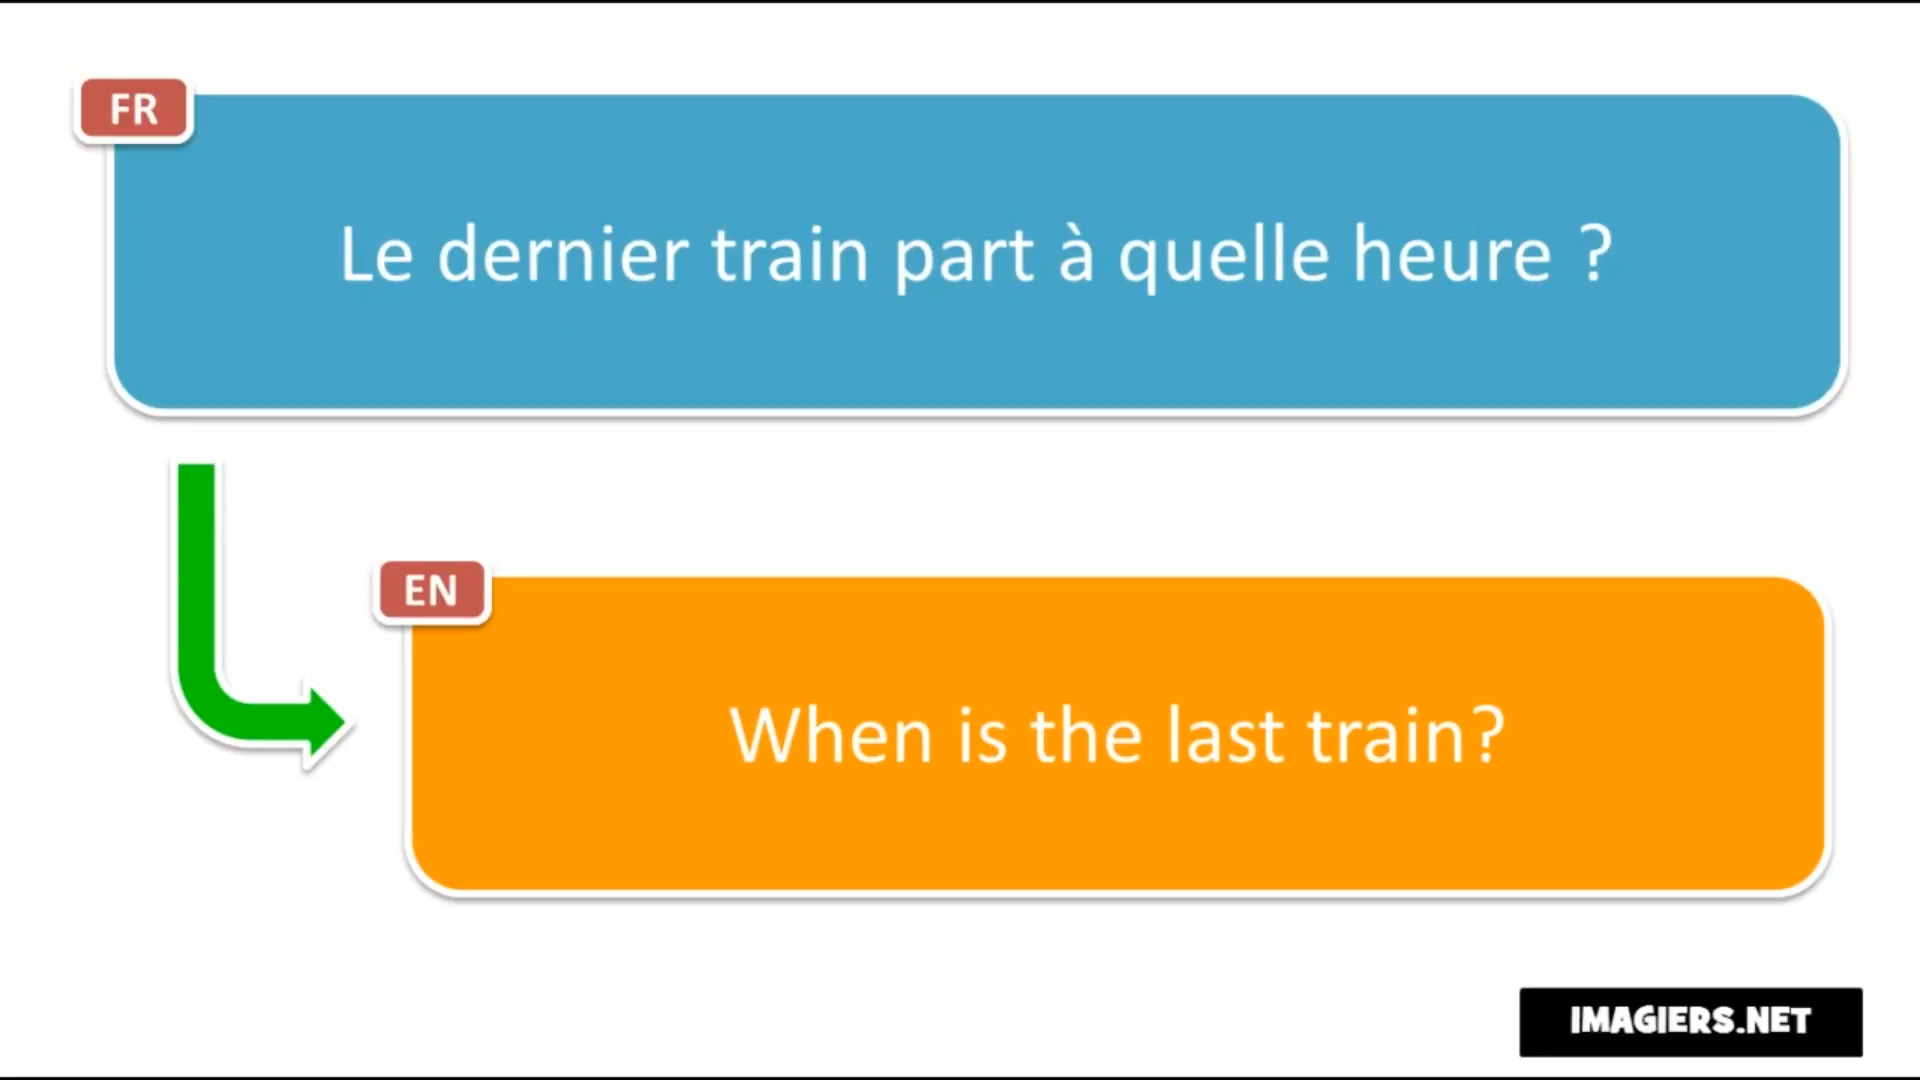 FR
Le dernier train part à quelle heure ?
EN
When is the last train?
IMAGIERS.NET